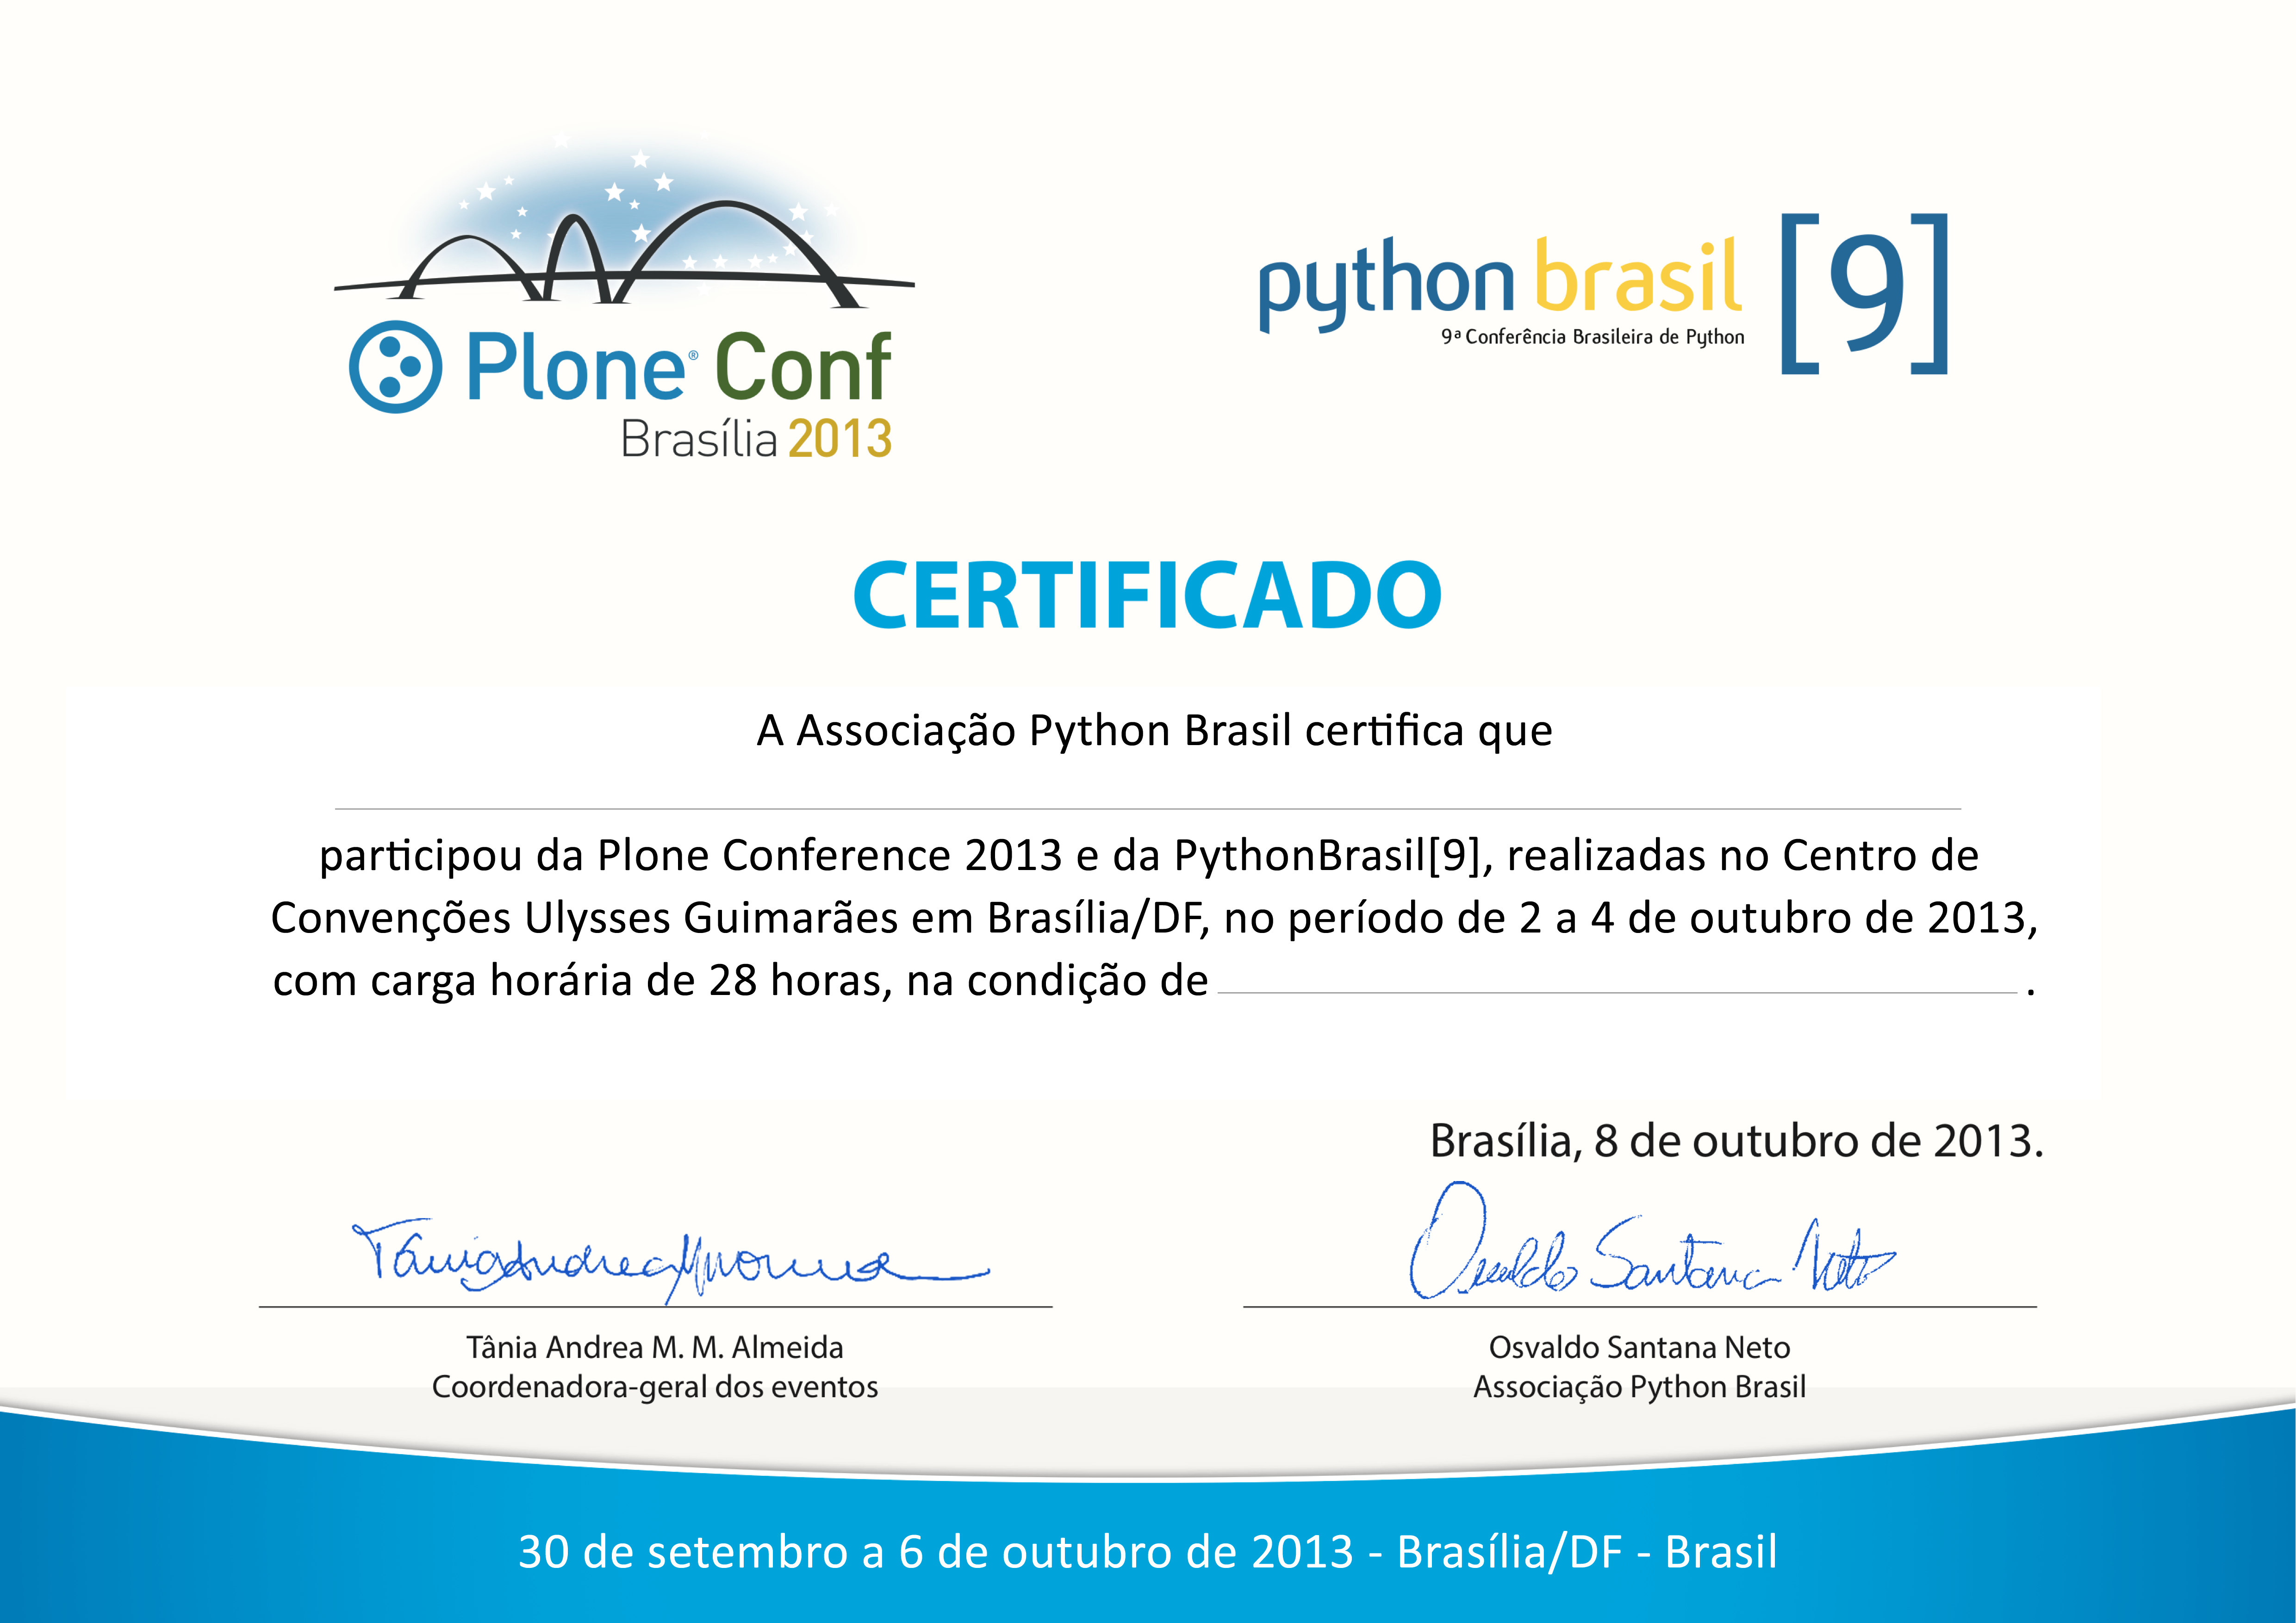 Plone® Conf
Brasília 2013
python brasil [9]
9ª Conferência Brasileira de Python
CERTIFICADO
A Associação Python Brasil certifica que
participou da Plone Conference 2013 e da PythonBrasil[9], realizadas no Centro de
Convenções Ulysses Guimarães em Brasília/DF, no período de 2 a 4 de outubro de 2013,
com carga horária de 28 horas, na condição de .
Brasília, 8 de outubro de 2013.
Osvaldo Santana Neto
Tânia Andrea M. M. Almeida
Coordenadora-geral dos eventos
Osvaldo Santana Neto
Associação Python Brasil
30 de setembro a 6 de outubro de 2013 - Brasília/DF - Brasil